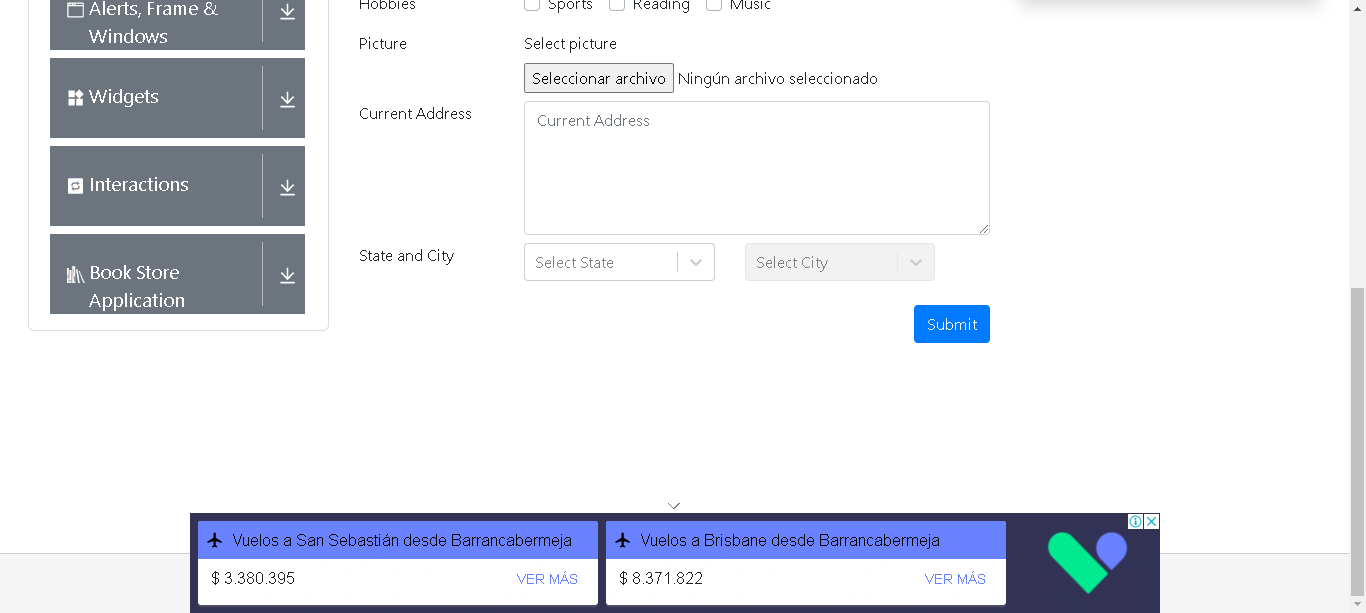 Alerts, Frame &
Windows
Widgets
Interactions
Book Store
Application
Hobbies
Sports Reading Music
Picture
Select picture
Seleccionar archivo Ningún archivo seleccionado
Current Address
Current Address
State and City
Select State
Select City
Submit
Vuelos a San Sebastián desde Barrancabermeja
$ 3.380.395
VER MÁS
Vuelos a Brisbane desde Barrancabermeja
$ 8.371.822
VER MÁS